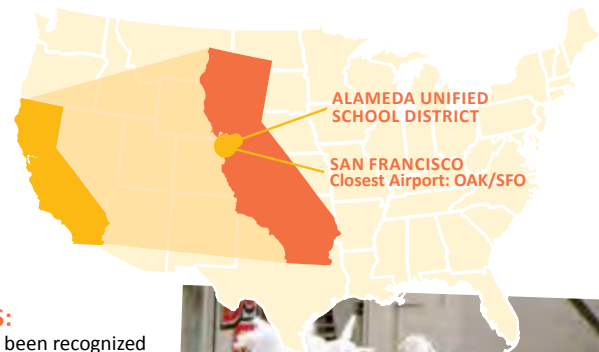 ALAMEDA UNIFIED
SCHOOL DISTRICT
SAN FRANCISCO
Closest Airport: OAK/SFO
S:
been recognized